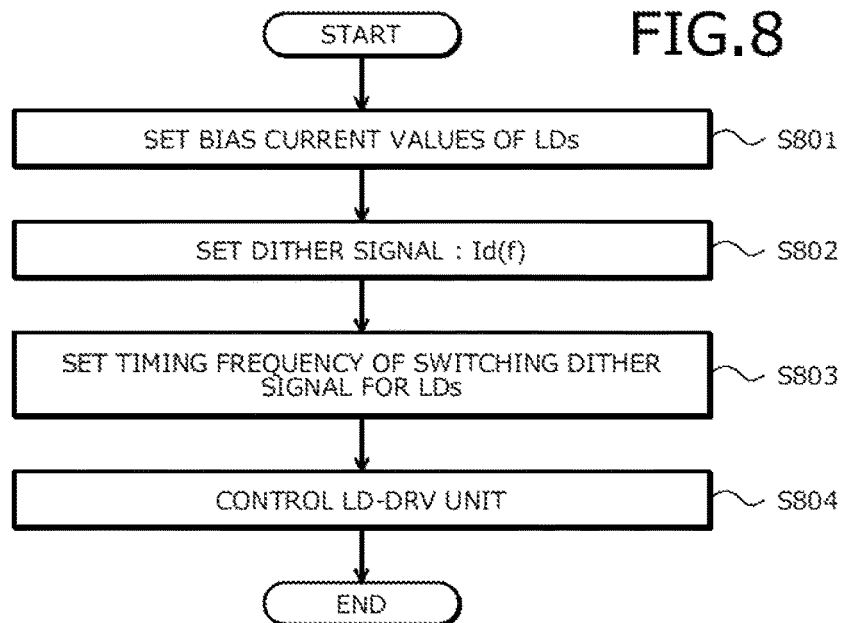 FIG.8
START
SET BIAS CURRENT VALUES OF LDs
S801
SET DITHER SIGNAL : Id(f)
S802
SET TIMING FREQUENCY OF SWITCHING DITHER
SIGNAL FOR LDs
S803
CONTROL LD-DRV UNIT
S804
END